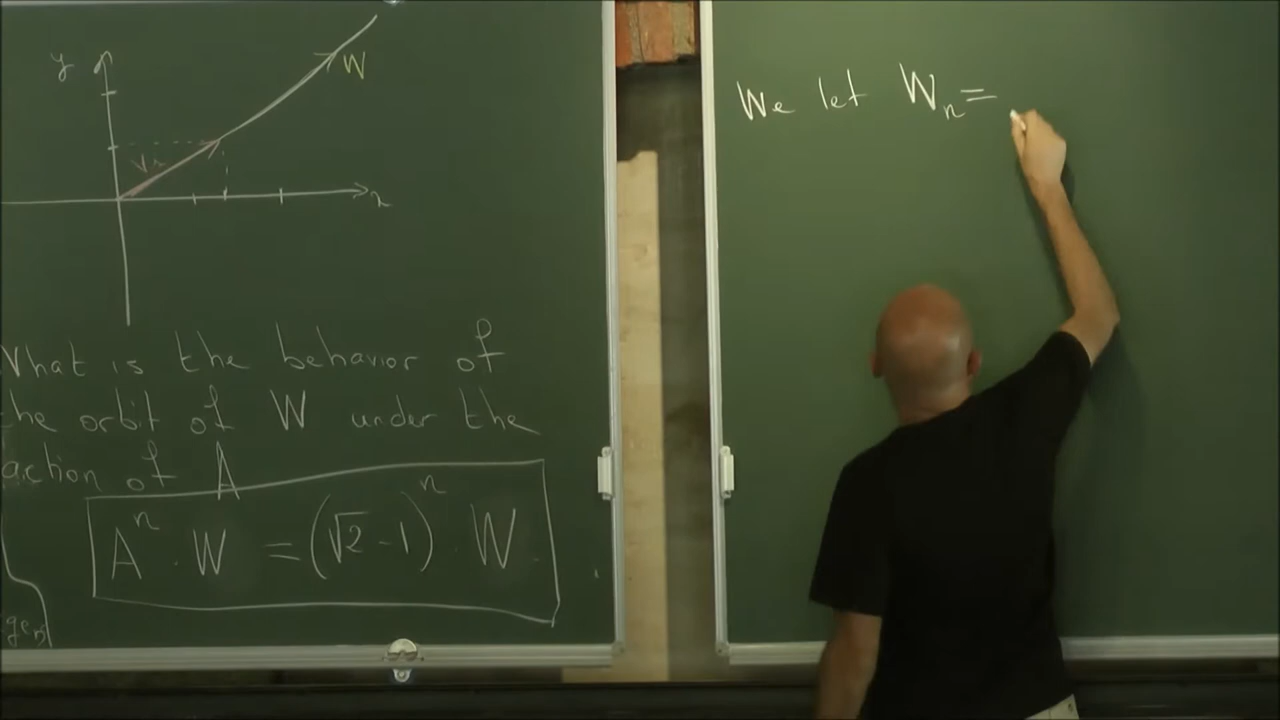 y
W
x
What is the behavior of
the orbit of W under the
action of A
Aⁿ · W = (√2 - 1)ⁿ · W
We let Wₙ =